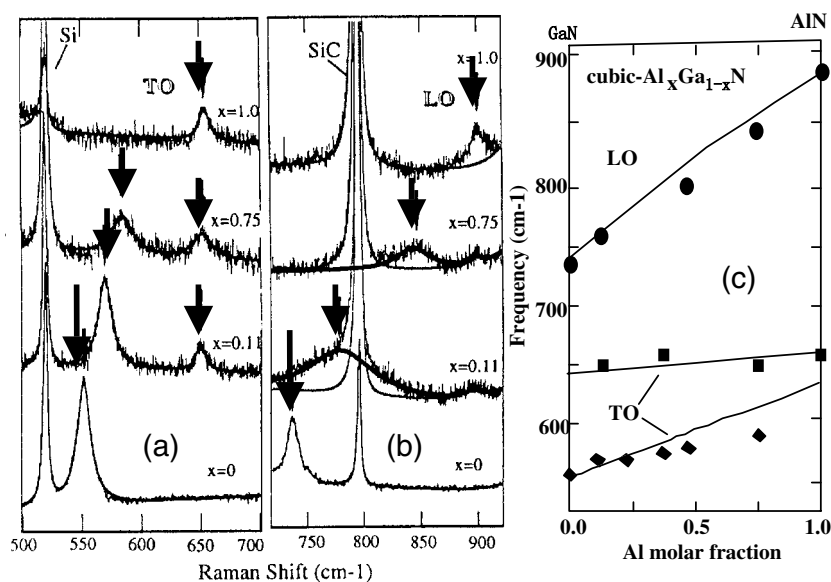 Si
TO
x=1.0
x=0.75
x=0.11
(a)
x=0
500
550
600
650
700
SiC
x=1.0
LO
x=0.75
x=0.11
(b)
x=0
750
800
850
900
Raman Shift (cm-1)
GaN
AlN
(c)
900
cubic-AlₓGa₁₋ₓN
LO
800
Frequency (cm-1)
700
TO
600
0.0
0.5
1.0
Al molar fraction